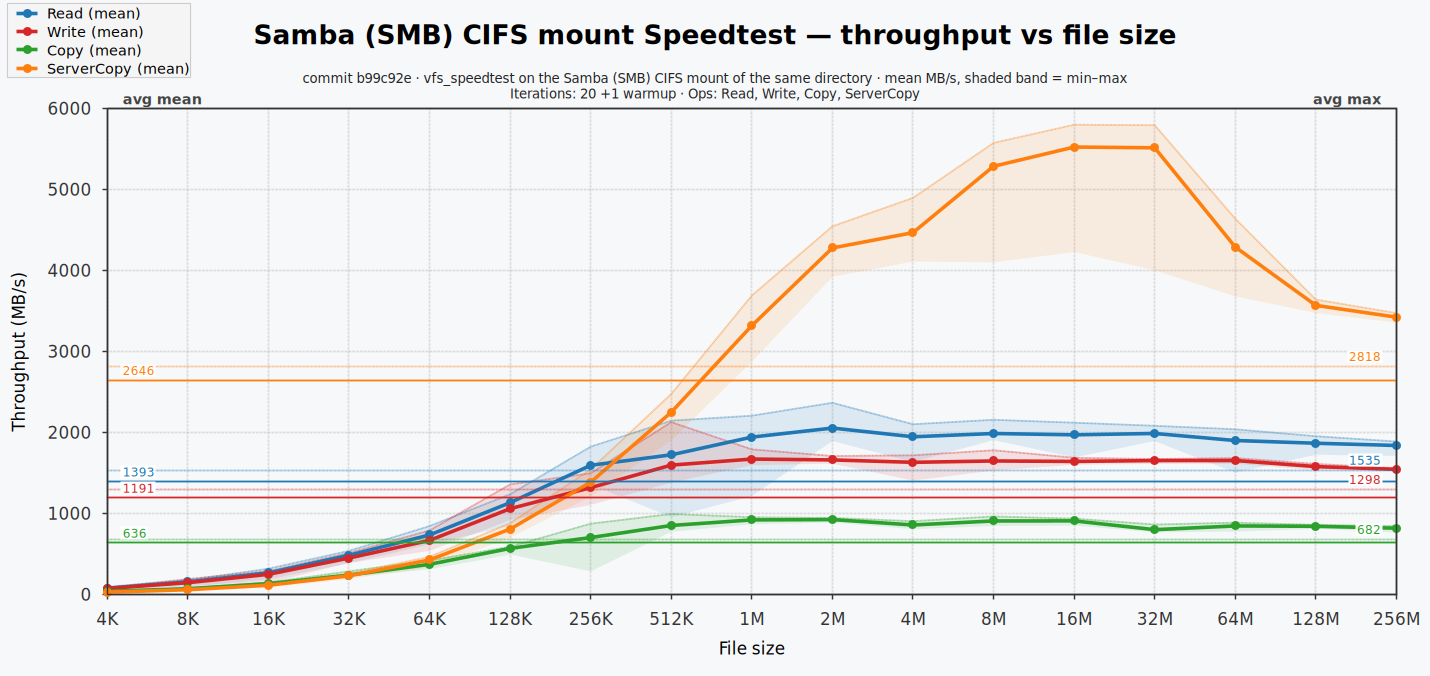 Read (mean)
Write (mean)
Copy (mean)
ServerCopy (mean)
Samba (SMB) CIFS mount Speedtest — throughput vs file size
commit b99c92e · vfs_speedtest on the Samba (SMB) CIFS mount of the same directory · mean MB/s, shaded band = min–max
Iterations: 20 +1 warmup · Ops: Read, Write, Copy, ServerCopy
avg mean
avg max
6000
5000
4000
3000
2000
1000
0
Throughput (MB/s)
2646
1393
1191
636
2818
1535
1298
682
4K 8K 16K 32K 64K 128K 256K 512K 1M 2M 4M 8M 16M 32M 64M 128M 256M
File size